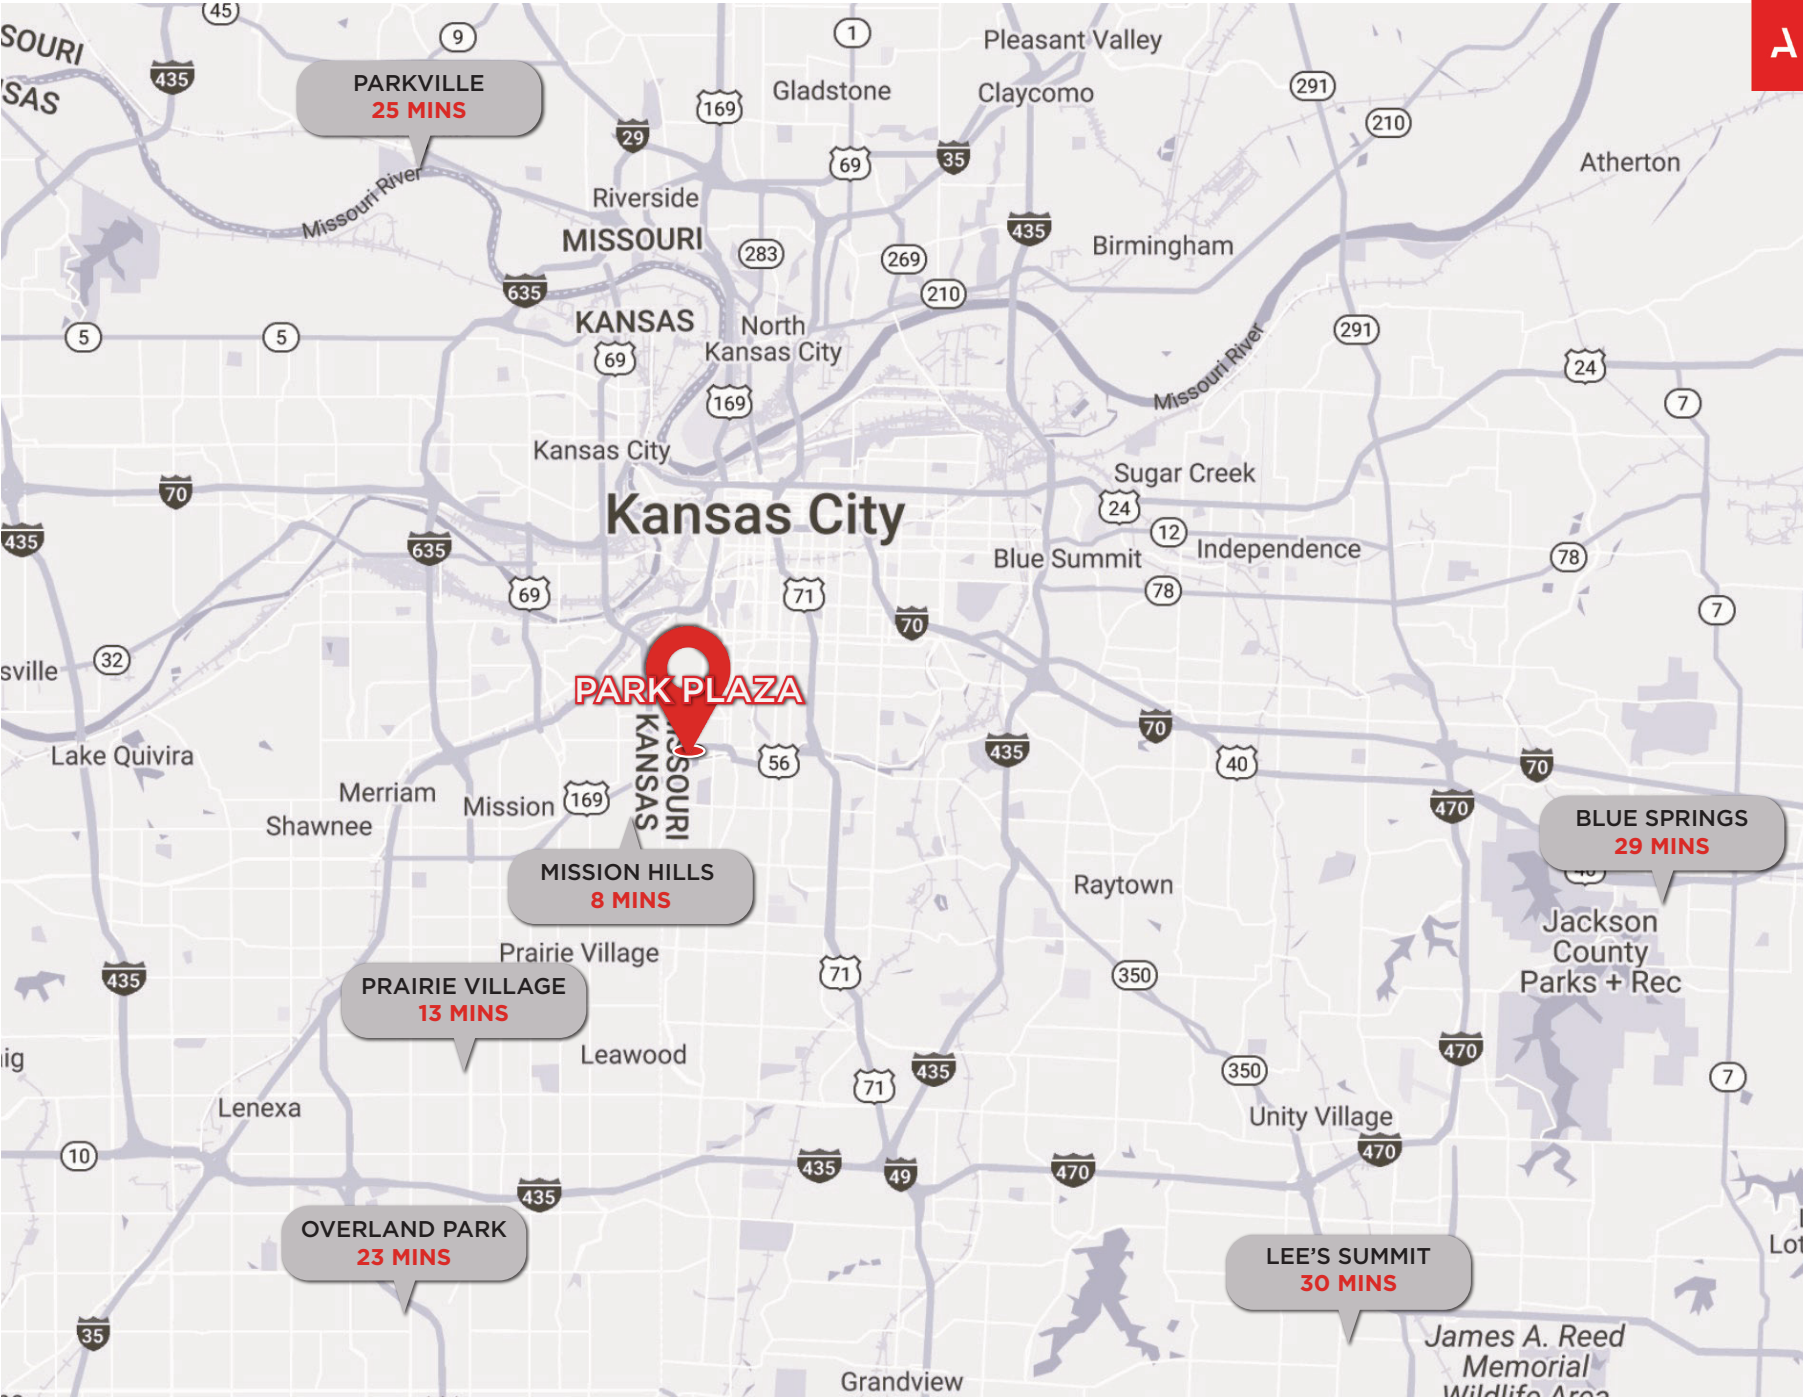 45
9
1
Pleasant Valley
SOURI
435
PARKVILLE
25 MINS
169
Gladstone
Claycomo
291
210
SAS
29
69
35
Atherton
Missouri River
Riverside
MISSOURI
283
269
435
Birmingham
635
210
5
5
KANSAS
69
North
Kansas City
169
Missouri River
291
24
7
Kansas City
70
Sugar Creek
24
Kansas City
435
635
12
Independence
Blue Summit
78
78
69
71
70
7
sville
32
PARK PLAZA
KANSAS
SOURI
Lake Quivira
56
435
70
40
70
Merriam
Mission
169
Shawnee
470
BLUE SPRINGS
29 MINS
MISSION HILLS
8 MINS
Raytown
Jackson
County
Parks + Rec
Prairie Village
435
PRAIRIE VILLAGE
13 MINS
71
350
ig
Leawood
435
71
350
470
7
Lenexa
Unity Village
10
435
435
49
470
470
OVERLAND PARK
23 MINS
LEE'S SUMMIT
30 MINS
Lot
35
James A. Reed
Memorial
Wildlife Area
Grandview